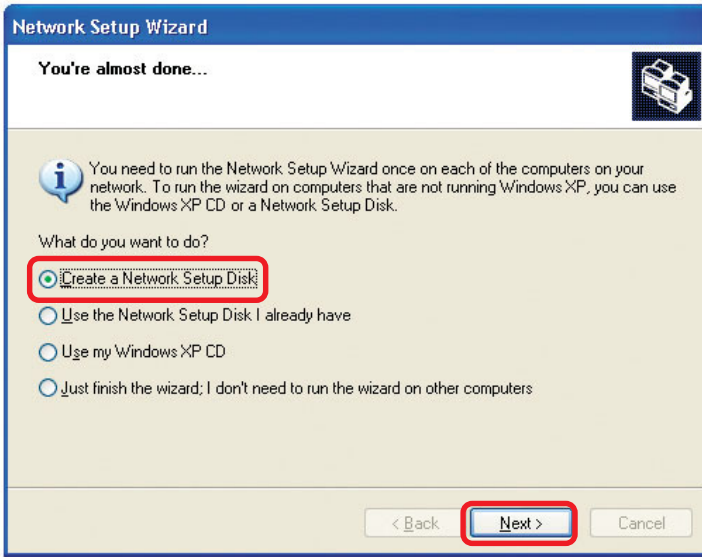 Network Setup Wizard
You're almost done...
You need to run the Network Setup Wizard once on each of the computers on your
network. To run the wizard on computers that are not running Windows XP, you can use
the Windows XP CD or a Network Setup Disk.
What do you want to do?
Create a Network Setup Disk
Use the Network Setup Disk I already have
Use my Windows XP CD
Just finish the wizard; I don't need to run the wizard on other computers
< Back
Next >
Cancel